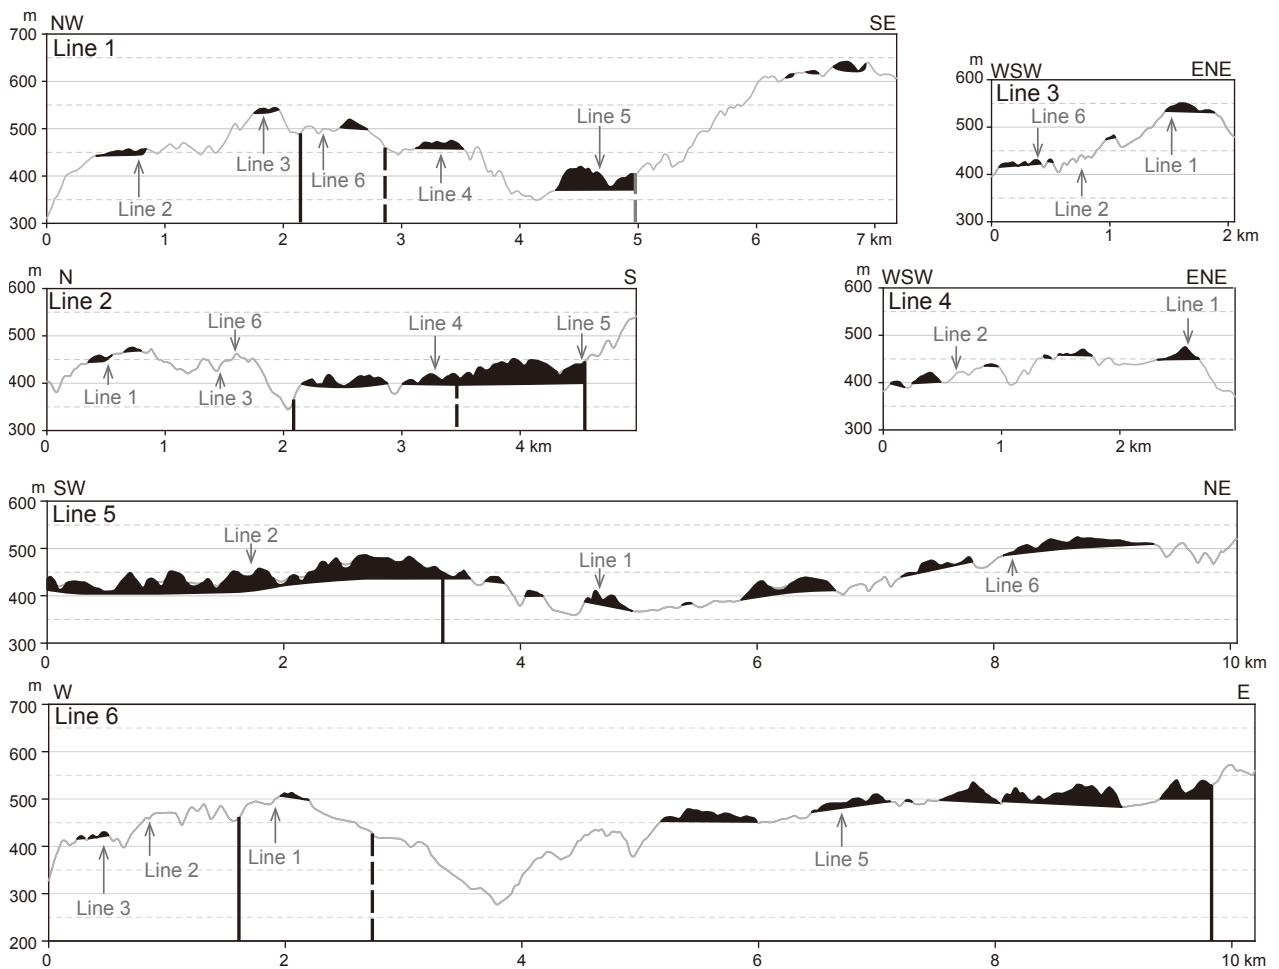 m NW SE
700
Line 1
600
500
400
300
Line 5
Line 3
Line 6
Line 4
Line 2
0 1 2 3 4 5 6 7 km
m WSW ENE
600
Line 3
Line 6
500
Line 1
400
Line 2
300
0 1 2 km
m N S
600
Line 2
Line 6 Line 4 Line 5
500
400
Line 1 Line 3
300
0 1 2 3 4 km
m WSW ENE
600
Line 4
Line 1
Line 2
500
400
300
0 1 2 km
m SW NE
600
Line 5
Line 2
500
Line 1
Line 6
400
300
0 2 4 6 8 10 km
m W E
700
Line 6
600
500
400
Line 1
Line 5
Line 2
300
Line 3
200
0 2 4 6 8 10 km